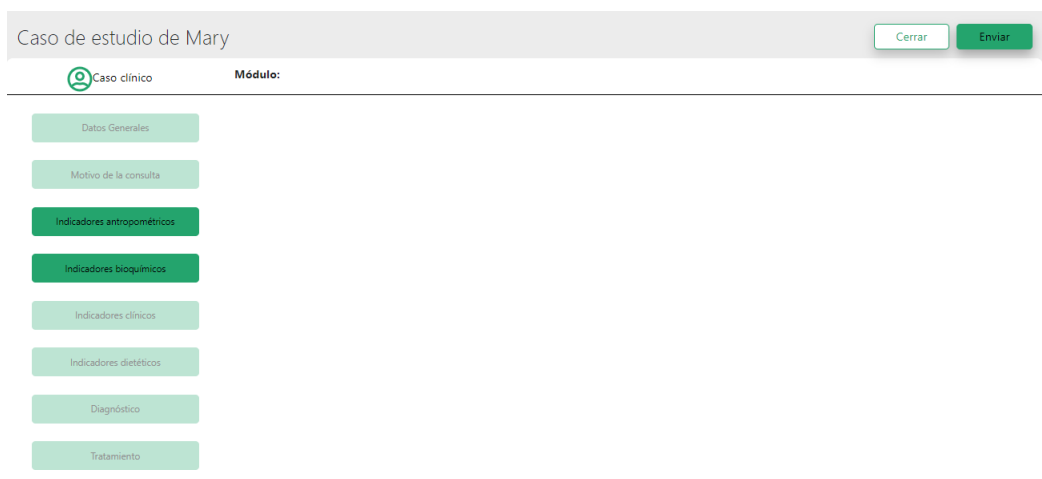 Caso de estudio de Mary
Cerrar
Enviar
Caso clínico
Módulo:
Datos Generales
Motivo de la consulta
Indicadores antropométricos
Indicadores bioquímicos
Indicadores clínicos
Indicadores dietéticos
Diagnóstico
Tratamiento